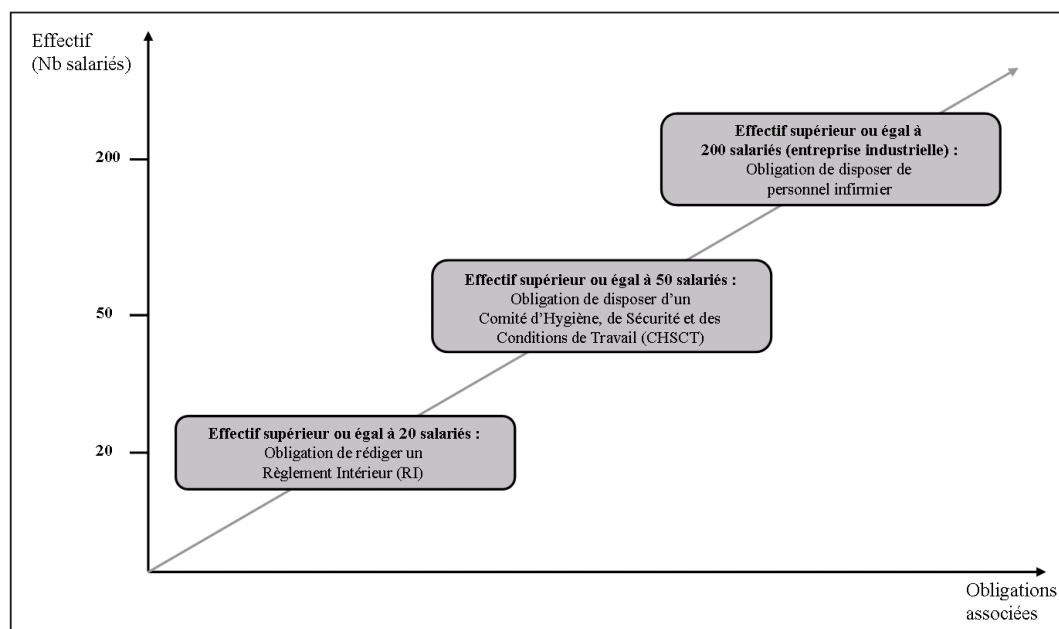 Effectif
(Nb salariés)
Effectif supérieur ou égal à
200 salariés (entreprise industrielle) :
Obligation de disposer de
personnel infirmier
200
Effectif supérieur ou égal à 50 salariés :
Obligation de disposer d’un
Comité d’Hygiène, de Sécurité et des
Conditions de Travail (CHSCT)
50
Effectif supérieur ou égal à 20 salariés :
Obligation de rédiger un
Règlement Intérieur (RI)
20
Obligations
associées